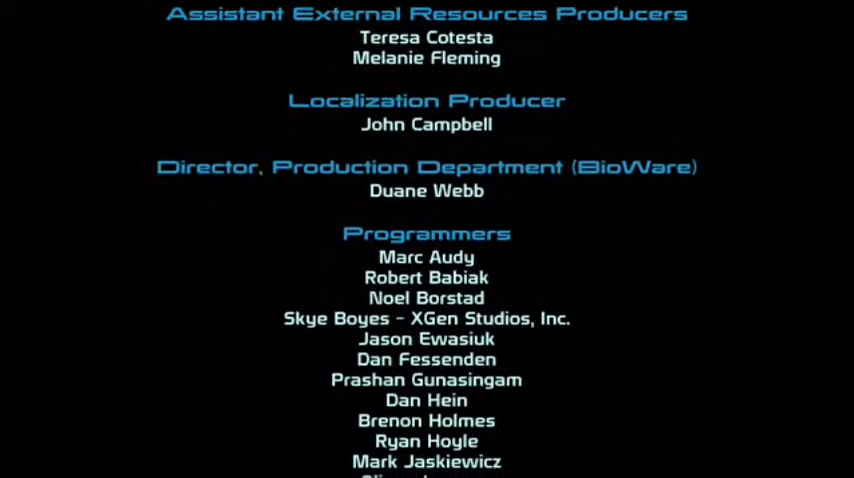 Assistant External Resources Producers
Teresa Cotesta
Melanie Fleming
Localization Producer
John Campbell
Director, Production Department (BioWare)
Duane Webb
Programmers
Marc Audy
Robert Babiak
Noel Borstad
Skye Boyes - XGen Studios, Inc.
Jason Ewasiuk
Dan Fessenden
Prashan Gunasingam
Dan Hein
Brenon Holmes
Ryan Hoyle
Mark Jaskiewicz